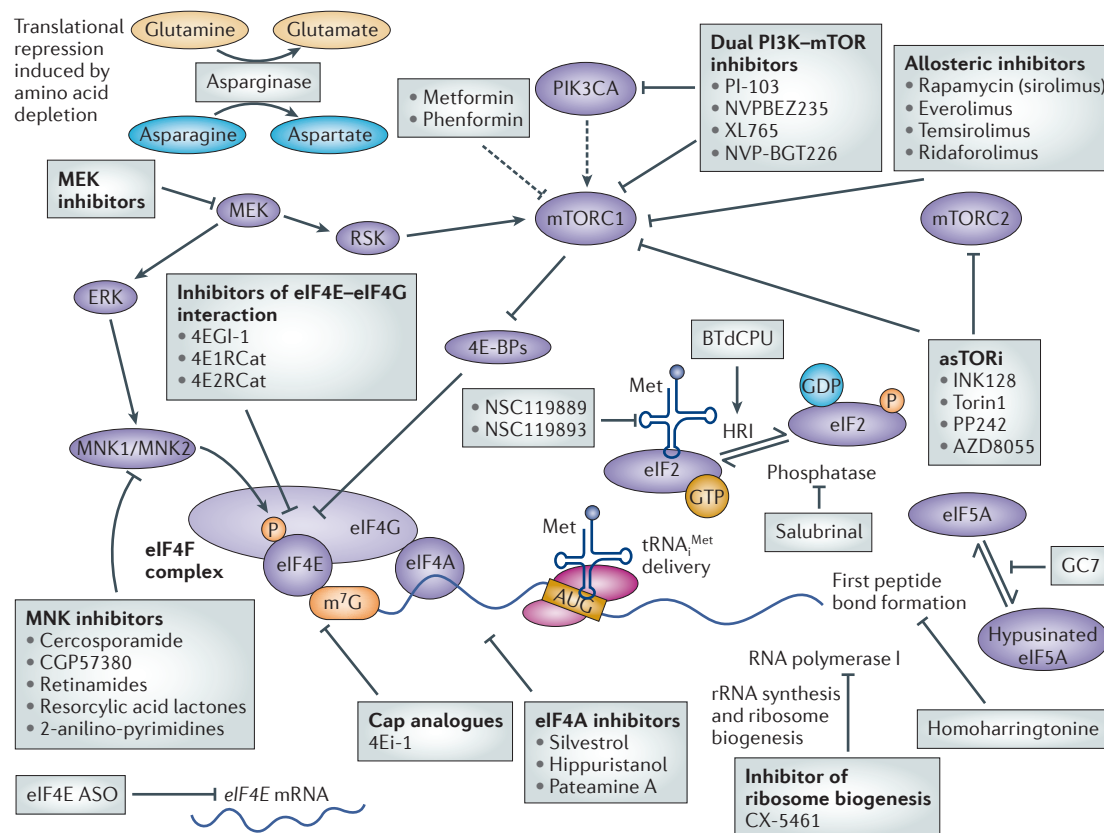 Translational
repression
induced by
amino acid
depletion
Glutamine
Glutamate
Asparginase
Asparagine
Aspartate
• Metformin
• Phenformin
PIK3CA
Dual PI3K–mTOR
inhibitors
• PI-103
• NVPBEZ235
• XL765
• NVP-BGT226
Allosteric inhibitors
• Rapamycin (sirolimus)
• Everolimus
• Temsirolimus
• Ridaforolimus
MEK
inhibitors
MEK
RSK
mTORC1
mTORC2
ERK
Inhibitors of eIF4E–eIF4G
interaction
• 4EGI-1
• 4E1RCat
• 4E2RCat
4E-BPs
BTdCPU
asTORi
• INK128
• Torin1
• PP242
• AZD8055
• NSC119889
• NSC119893
Met
HRI
GDP
P
eIF2
eIF2
GTP
Phosphatase
Salubrinal
MNK1/MNK2
P
eIF4G
eIF4F
complex
eIF4E
eIF4A
m⁷G
Met
tRNAᵢᴹᵉᵗ
delivery
AUG
eIF5A
GC7
First peptide
bond formation
Hypusinated
eIF5A
MNK inhibitors
• Cercosporamide
• CGP57380
• Retinamides
• Resorcylic acid lactones
• 2-anilino-pyrimidines
Cap analogues
4Ei-1
eIF4A inhibitors
• Silvestrol
• Hippuristanol
• Pateamine A
RNA polymerase I
rRNA synthesis
and ribosome
biogenesis
Homoharringtonine
Inhibitor of
ribosome biogenesis
CX-5461
eIF4E ASO
eIF4E mRNA